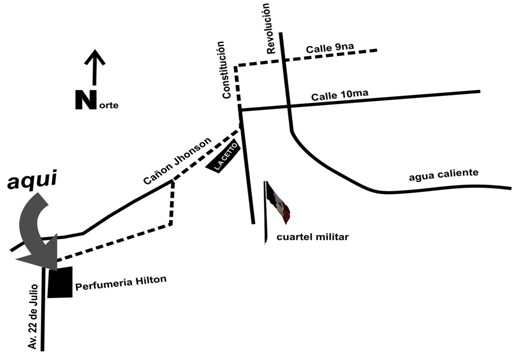 Revolución
Constitución
Calle 9na
Calle 10ma
Norte
Cañon Jhonson
L.A CETTO
agua caliente
aqui
cuartel militar
Perfumeria Hilton
Av. 22 de Julio